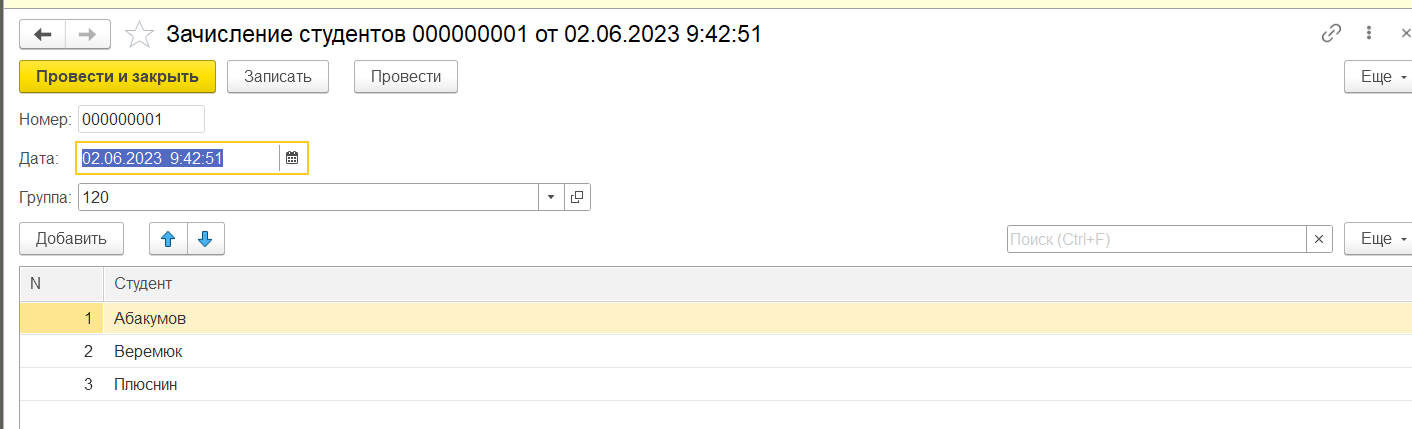 Зачисление студентов 000000001 от 02.06.2023 9:42:51
Провести и закрыть Записать Провести Еще
Номер: 000000001
Дата: 02.06.2023 9:42:51
Группа: 120
Добавить Поиск (Ctrl+F) × Еще
N Студент
1 Абакумов
2 Веремюк
3 Плюснин